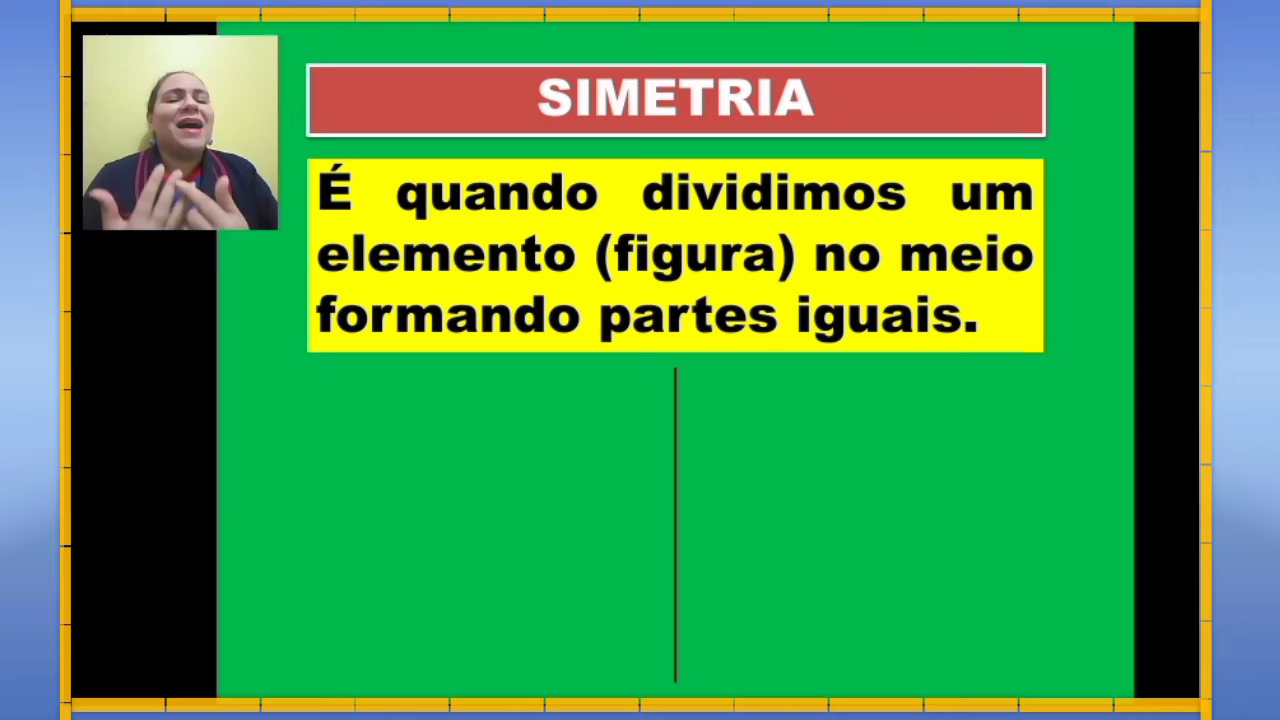 SIMETRIA
É quando dividimos um
elemento (figura) no meio
formando partes iguais.